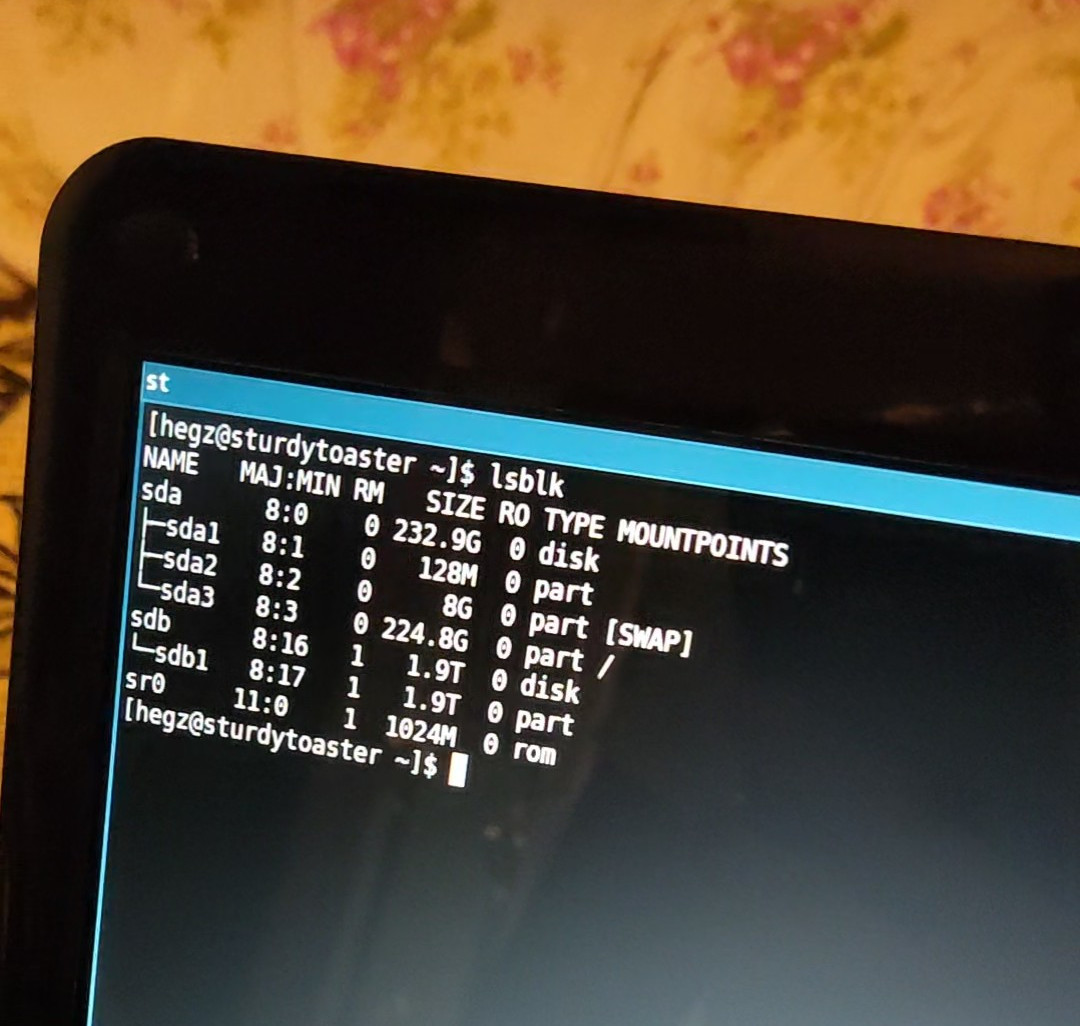 st
[hegz@sturdytoaster ~]$ lsblk
NAME   MAJ:MIN RM   SIZE RO TYPE MOUNTPOINTS
sda      8:0    0 232.9G  0 disk
├─sda1   8:1    0   128M  0 part
├─sda2   8:2    0     8G  0 part [SWAP]
└─sda3   8:3    0 224.8G  0 part /
sdb      8:16   1   1.9T  0 disk
└─sdb1   8:17   1   1.9T  0 part
sr0     11:0    1  1024M  0 rom
[hegz@sturdytoaster ~]$